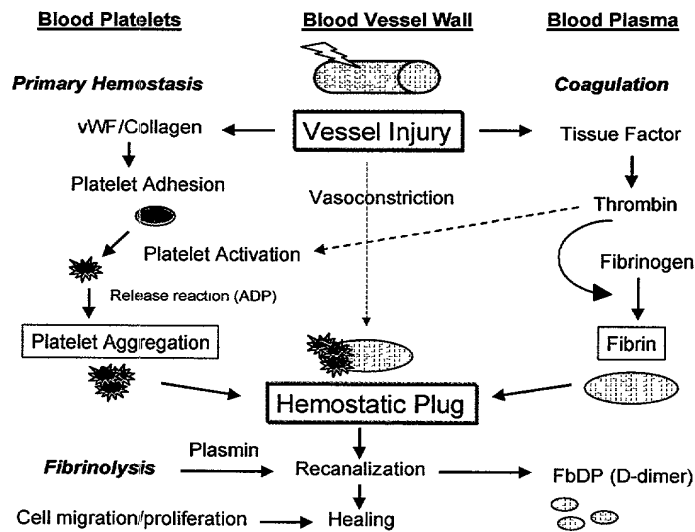 Blood Platelets
Blood Vessel Wall
Blood Plasma
Primary Hemostasis
Coagulation
vWF/Collagen
Vessel Injury
Tissue Factor
Platelet Adhesion
Vasoconstriction
Thrombin
Platelet Activation
Fibrinogen
Release reaction (ADP)
Platelet Aggregation
Fibrin
Hemostatic Plug
Plasmin
Fibrinolysis
Recanalization
FbDP (D-dimer)
Cell migration/proliferation
Healing